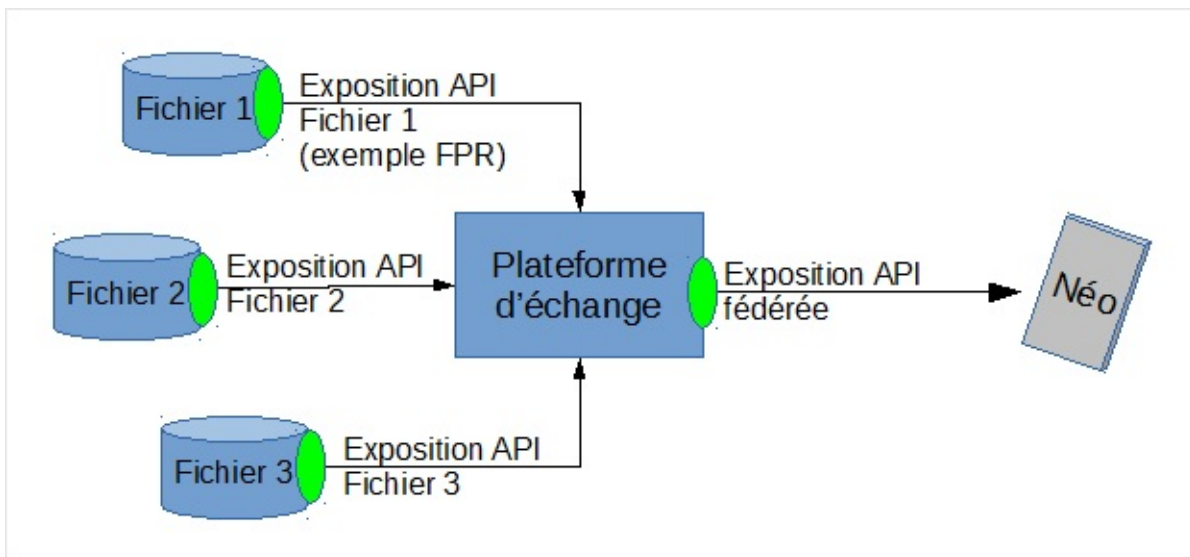 Fichier 1
Exposition API
Fichier 1
(exemple FPR)
Fichier 2
Exposition API
Fichier 2
Plateforme
d'échange
Exposition API
fédérée
Néo
Fichier 3
Exposition API
Fichier 3